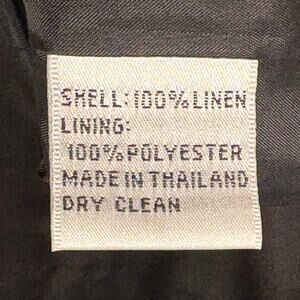 SHELL: 100% LINEN
LINING:
100% POLYESTER
MADE IN THAILAND
DRY CLEAN